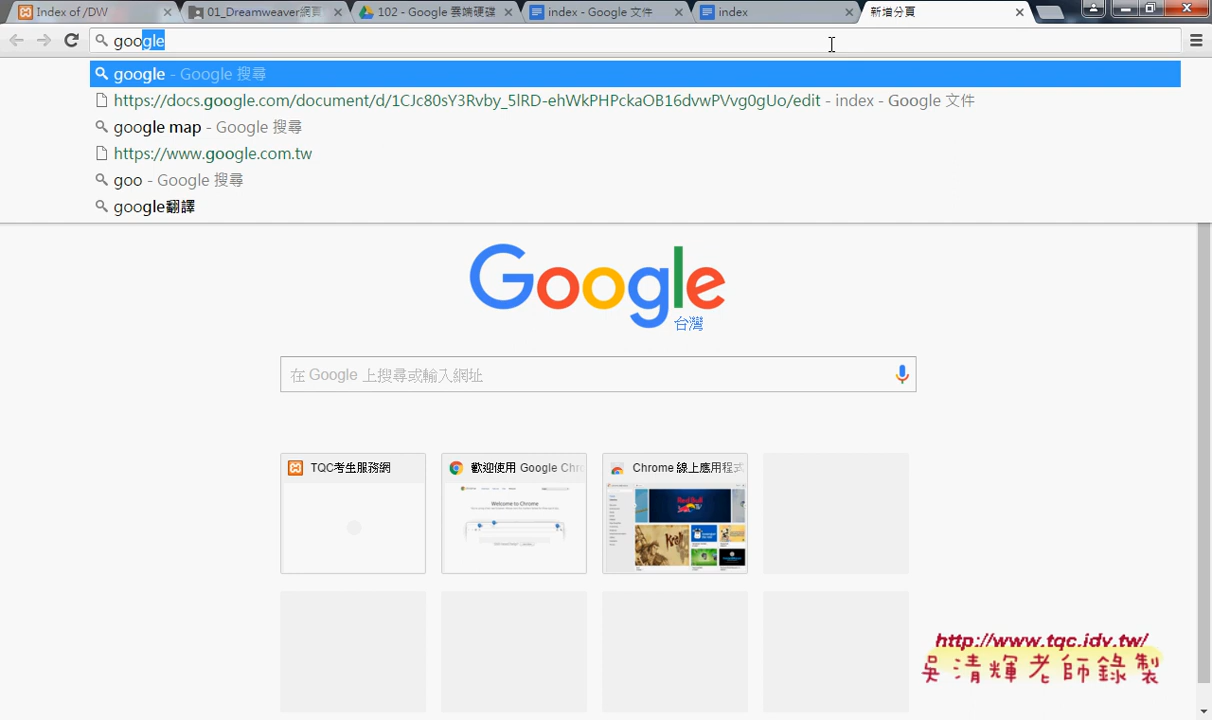 Index of /DW
01_Dreamweaver網頁
102 - Google 雲端硬碟
index - Google 文件
index
新增分頁
google
google - Google 搜尋
https://docs.google.com/document/d/1CJc80sY3Rvby_5lRD-ehWkPHPckaOB16dvwPVvg0gUo/edit - index - Google 文件
google map - Google 搜尋
https://www.google.com.tw
goo - Google 搜尋
google翻譯
Google
台灣
在 Google 上搜尋或輸入網址
TQC考生服務網
歡迎使用 Google Chr
Chrome 線上應用程式
Welcome to Chrome
http://www.tqc.idv.tw/
吳清輝老師錄製